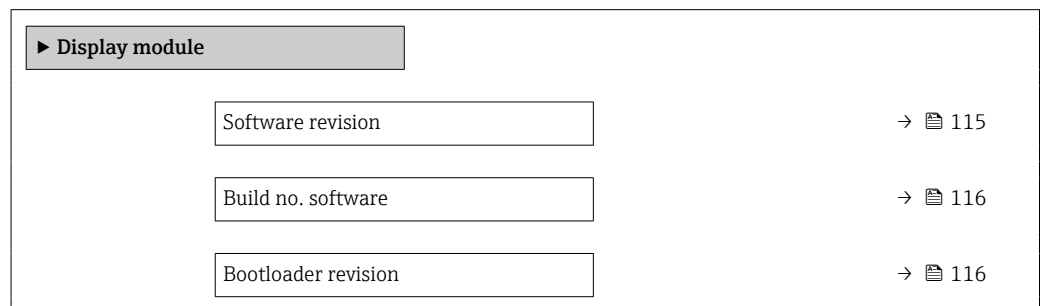 ▶ Display module
Software revision → 115
Build no. software → 116
Bootloader revision → 116